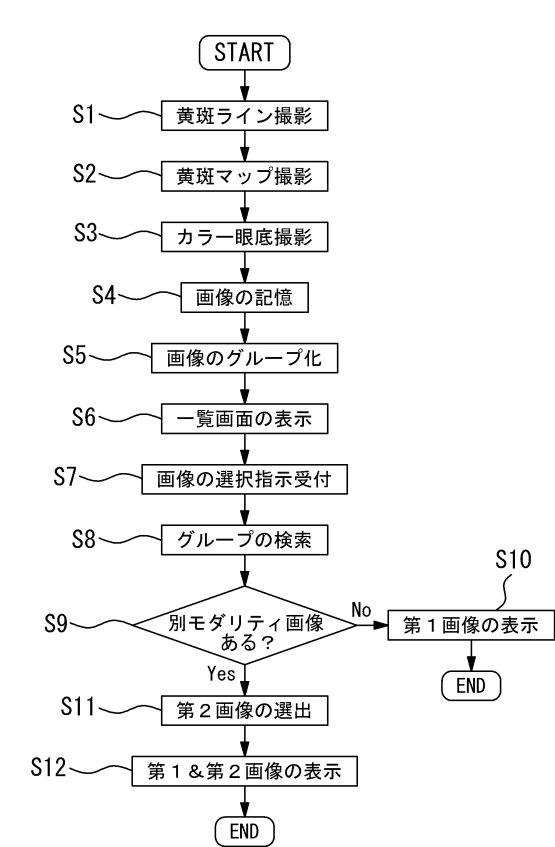 START
S1
黄斑ライン撮影
S2
黄斑マップ撮影
S3
カラー眼底撮影
S4
画像の記憶
S5
画像のグループ化
S6
一覧画面の表示
S7
画像の選択指示受付
S8
グループの検索
S9
別モダリティ画像
ある?
No
S10
第1画像の表示
END
Yes
S11
第2画像の選出
S12
第1&第2画像の表示
END